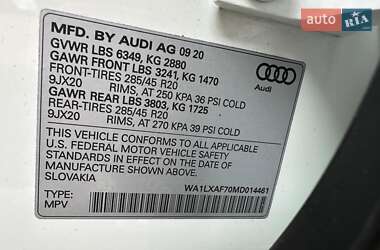 auto RIA
MFD. BY AUDI AG 09 20
GVWR LBS 6349, KG 2880
GAWR FRONT LBS 3241, KG 1470
FRONT-TIRES 285/45 R20
9JX20 RIMS, AT 250 KPA 36 PSI COLD
GAWR REAR LBS 3803, KG 1725
REAR-TIRES 285/45 R20
9JX20 RIMS, AT 270 KPA 39 PSI COLD
Audi
THIS VEHICLE CONFORMS TO ALL APPLICABLE
U.S. FEDERAL MOTOR VEHICLE SAFETY
STANDARDS IN EFFECT ON THE DATE OF
MANUFACTURE SHOWN ABOVE.
SLOVAKIA
WA1LXAF70MD014461
TYPE:
MPV